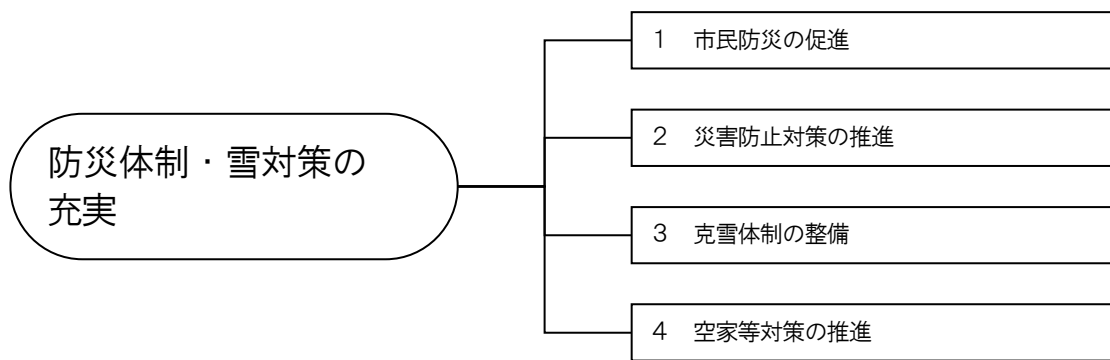 防災体制・雪対策の
充実
１　市民防災の促進
２　災害防止対策の推進
３　克雪体制の整備
４　空家等対策の推進